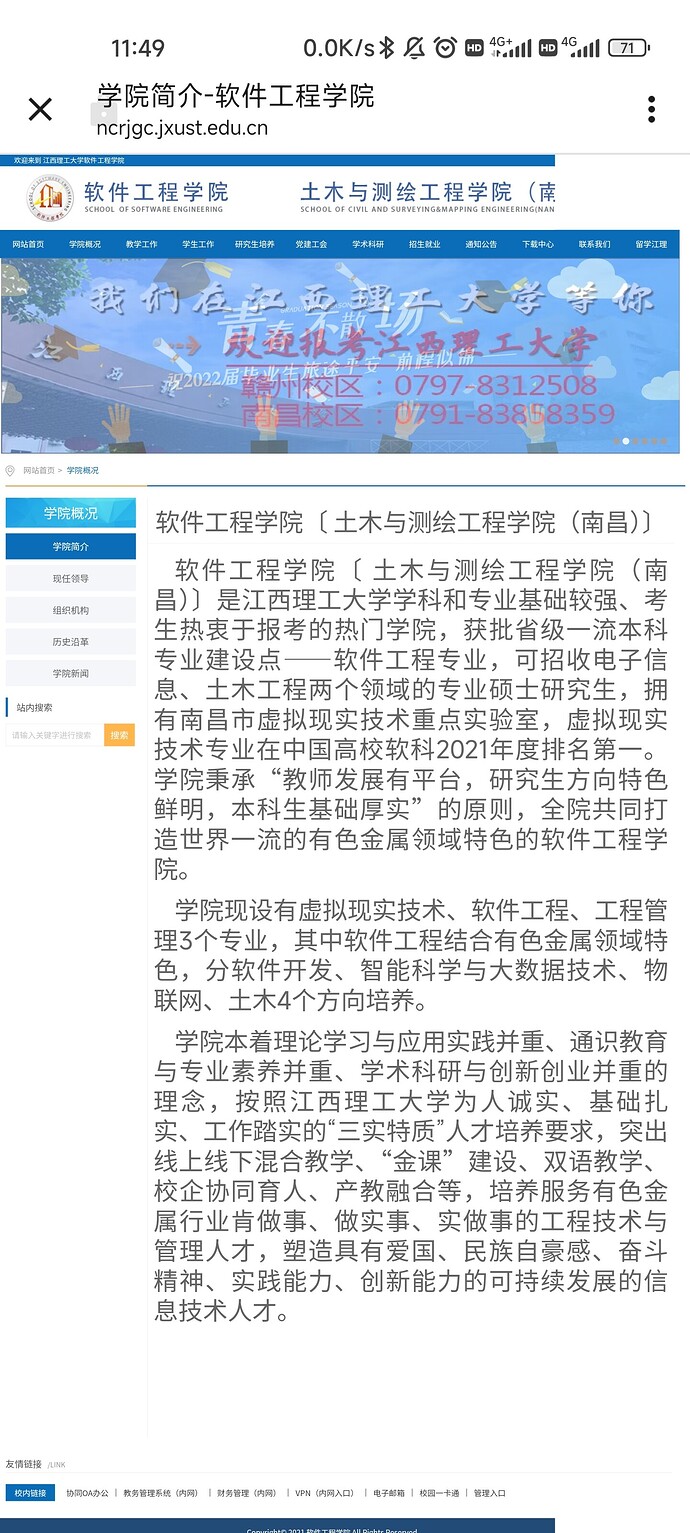 11:49
0.0K/s
HD
4G+
HD
4G
71
学院简介-软件工程学院
ncrjgc.jxust.edu.cn
欢迎来到 江西理工大学软件工程学院
软件工程学院
土木与测绘工程学院（南
SCHOOL OF SOFTWARE ENGINEERING
SCHOOL OF CIVIL AND SURVEYING&MAPPING ENGINEERING(NAN
网站首页 学院概况 教学工作 学生工作 研究生培养 党建工会 学术科研 招生就业 通知公告 下载中心 联系我们 留学江理
我们在江西理工大学等你
青春不散场
欢迎报考江西理工大学
祝2022届毕业生旅途平安 前程似锦
赣州校区：0797-8312508
南昌校区：0791-83858359
网站首页 > 学院概况
学院概况
学院简介
现任领导
组织机构
历史沿革
学院新闻
站内搜索
请输入关键字进行搜索
搜索
软件工程学院〔土木与测绘工程学院（南昌）〕
软件工程学院〔土木与测绘工程学院（南
昌）〕是江西理工大学学科和专业基础较强、考
生热衷于报考的热门学院，获批省级一流本科
专业建设点——软件工程专业，可招收电子信
息、土木工程两个领域的专业硕士研究生，拥
有南昌市虚拟现实技术重点实验室，虚拟现实
技术专业在中国高校软科2021年度排名第一。
学院秉承“教师发展有平台，研究生方向特色
鲜明，本科生基础厚实”的原则，全院共同打
造世界一流的有色金属领域特色的软件工程学
院。
学院现设有虚拟现实技术、软件工程、工程管
理3个专业，其中软件工程结合有色金属领域特
色，分软件开发、智能科学与大数据技术、物
联网、土木4个方向培养。
学院本着理论学习与应用实践并重、通识教育
与专业素养并重、学术科研与创新创业并重的
理念，按照江西理工大学为人诚实、基础扎
实、工作踏实的“三实特质”人才培养要求，突出
线上线下混合教学、“金课”建设、双语教学、
校企协同育人、产教融合等，培养服务有色金
属行业肯做事、做实事、实做事的工程技术与
管理人才，塑造具有爱国、民族自豪感、奋斗
精神、实践能力、创新能力的可持续发展的信
息技术人才。
友情链接 /LINK
校内链接 协同OA办公 | 教务管理系统（内网） | 财务管理（内网） | VPN（内网入口） | 电子邮箱 | 校园一卡通 | 管理入口
Copyright© 2021 软件工程学院 All Rights Reserved